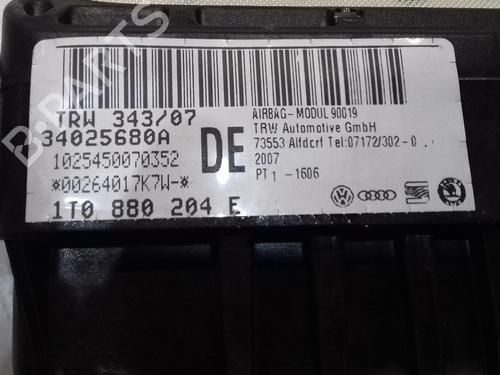 B-PARTS
TRW 343/07
34025680A
1025450070352
*00264017K7W-*
1T0 880 204 E
DE
AIRBAG-MODUL 90019
TRW Automotive GmbH
73553 Alfdorf Tel:07172/302-0
2007
PT1-1606